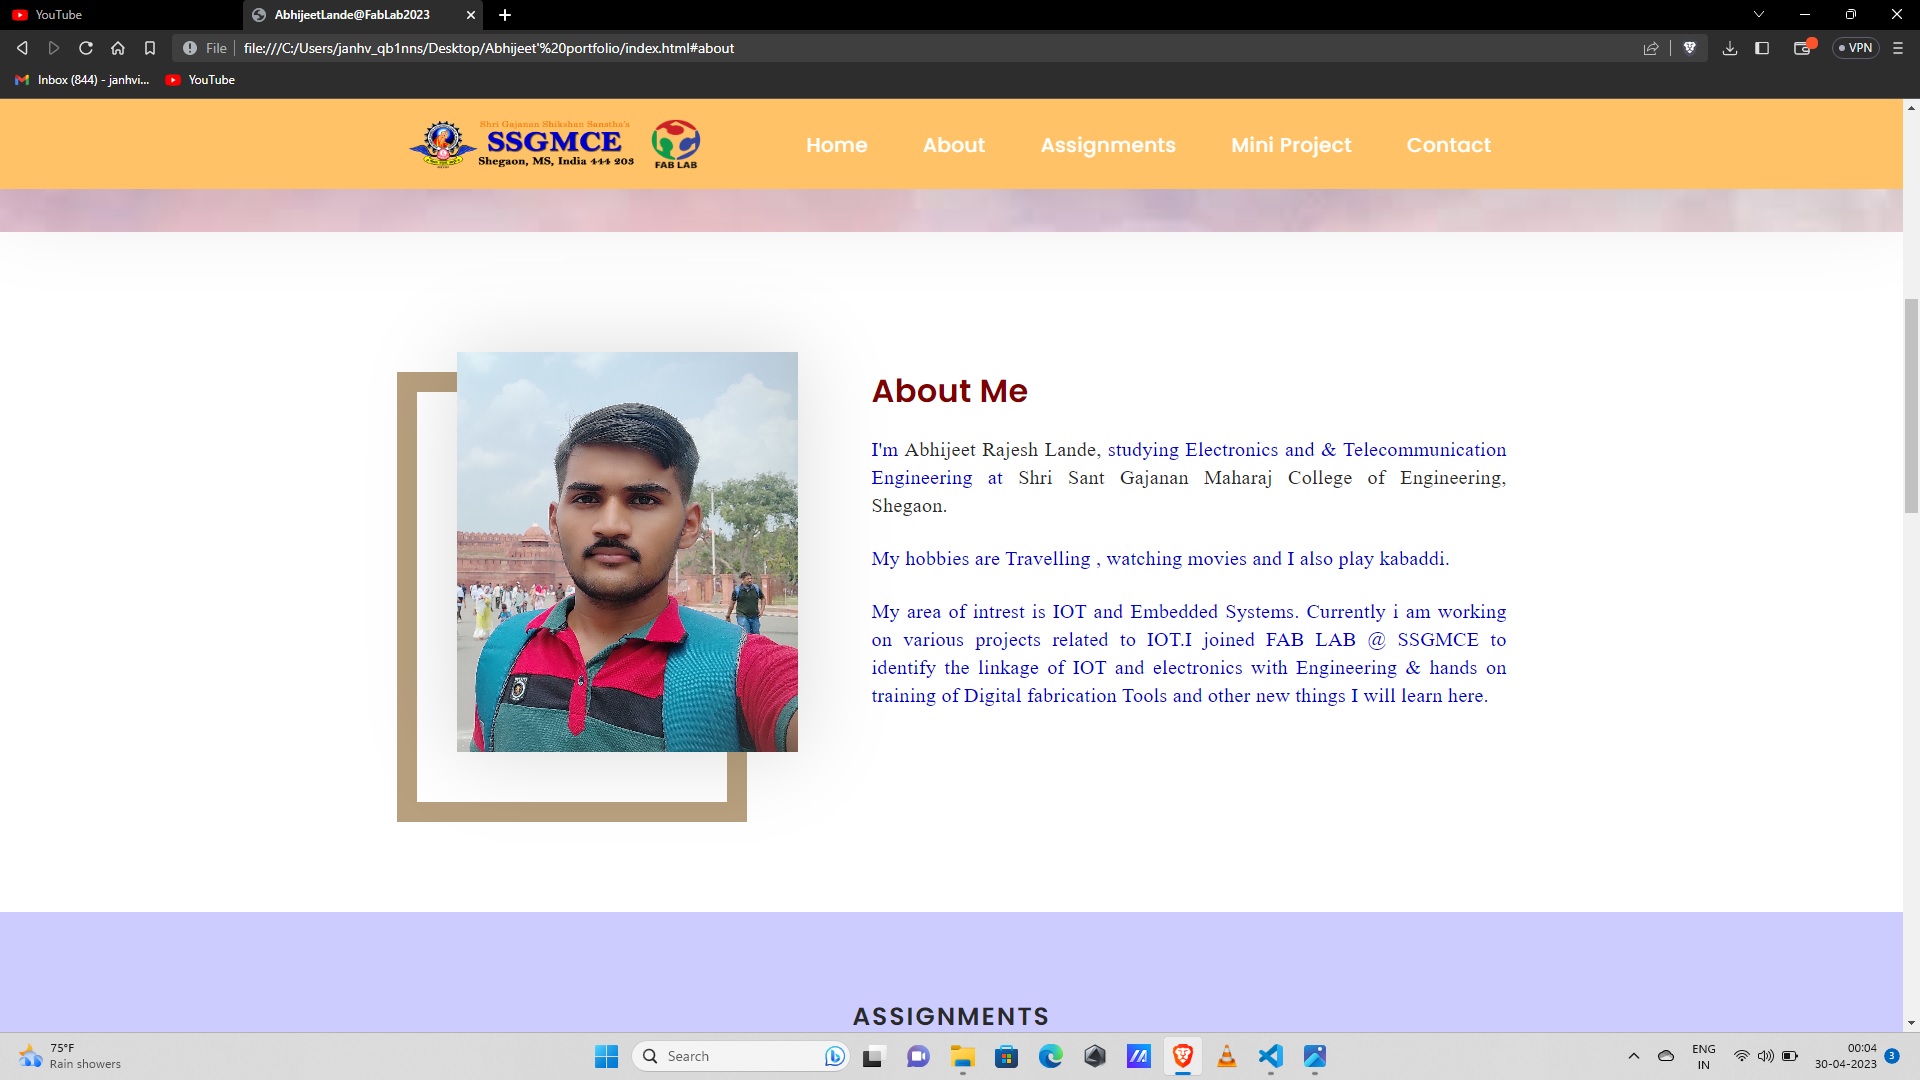 YouTube
AbhijeetLande@FabLab2023
File
file:///C:/Users/janhv_qb1nns/Desktop/Abhijeet'%20portfolio/index.html#about
VPN
Inbox (844) - janhvi...
YouTube
Shri Gajanan Shikshan Sanstha's
SSGMCE
Shegaon, MS, India 444 203
FAB LAB
Home
About
Assignments
Mini Project
Contact
About Me
I'm Abhijeet Rajesh Lande, studying Electronics and & Telecommunication
Engineering at Shri Sant Gajanan Maharaj College of Engineering,
Shegaon.
My hobbies are Travelling , watching movies and I also play kabaddi.
My area of intrest is IOT and Embedded Systems. Currently i am working
on various projects related to IOT.I joined FAB LAB @ SSGMCE to
identify the linkage of IOT and electronics with Engineering & hands on
training of Digital fabrication Tools and other new things I will learn here.
ASSIGNMENTS
75°F
Rain showers
Search
ENG
IN
00:04
30-04-2023
3